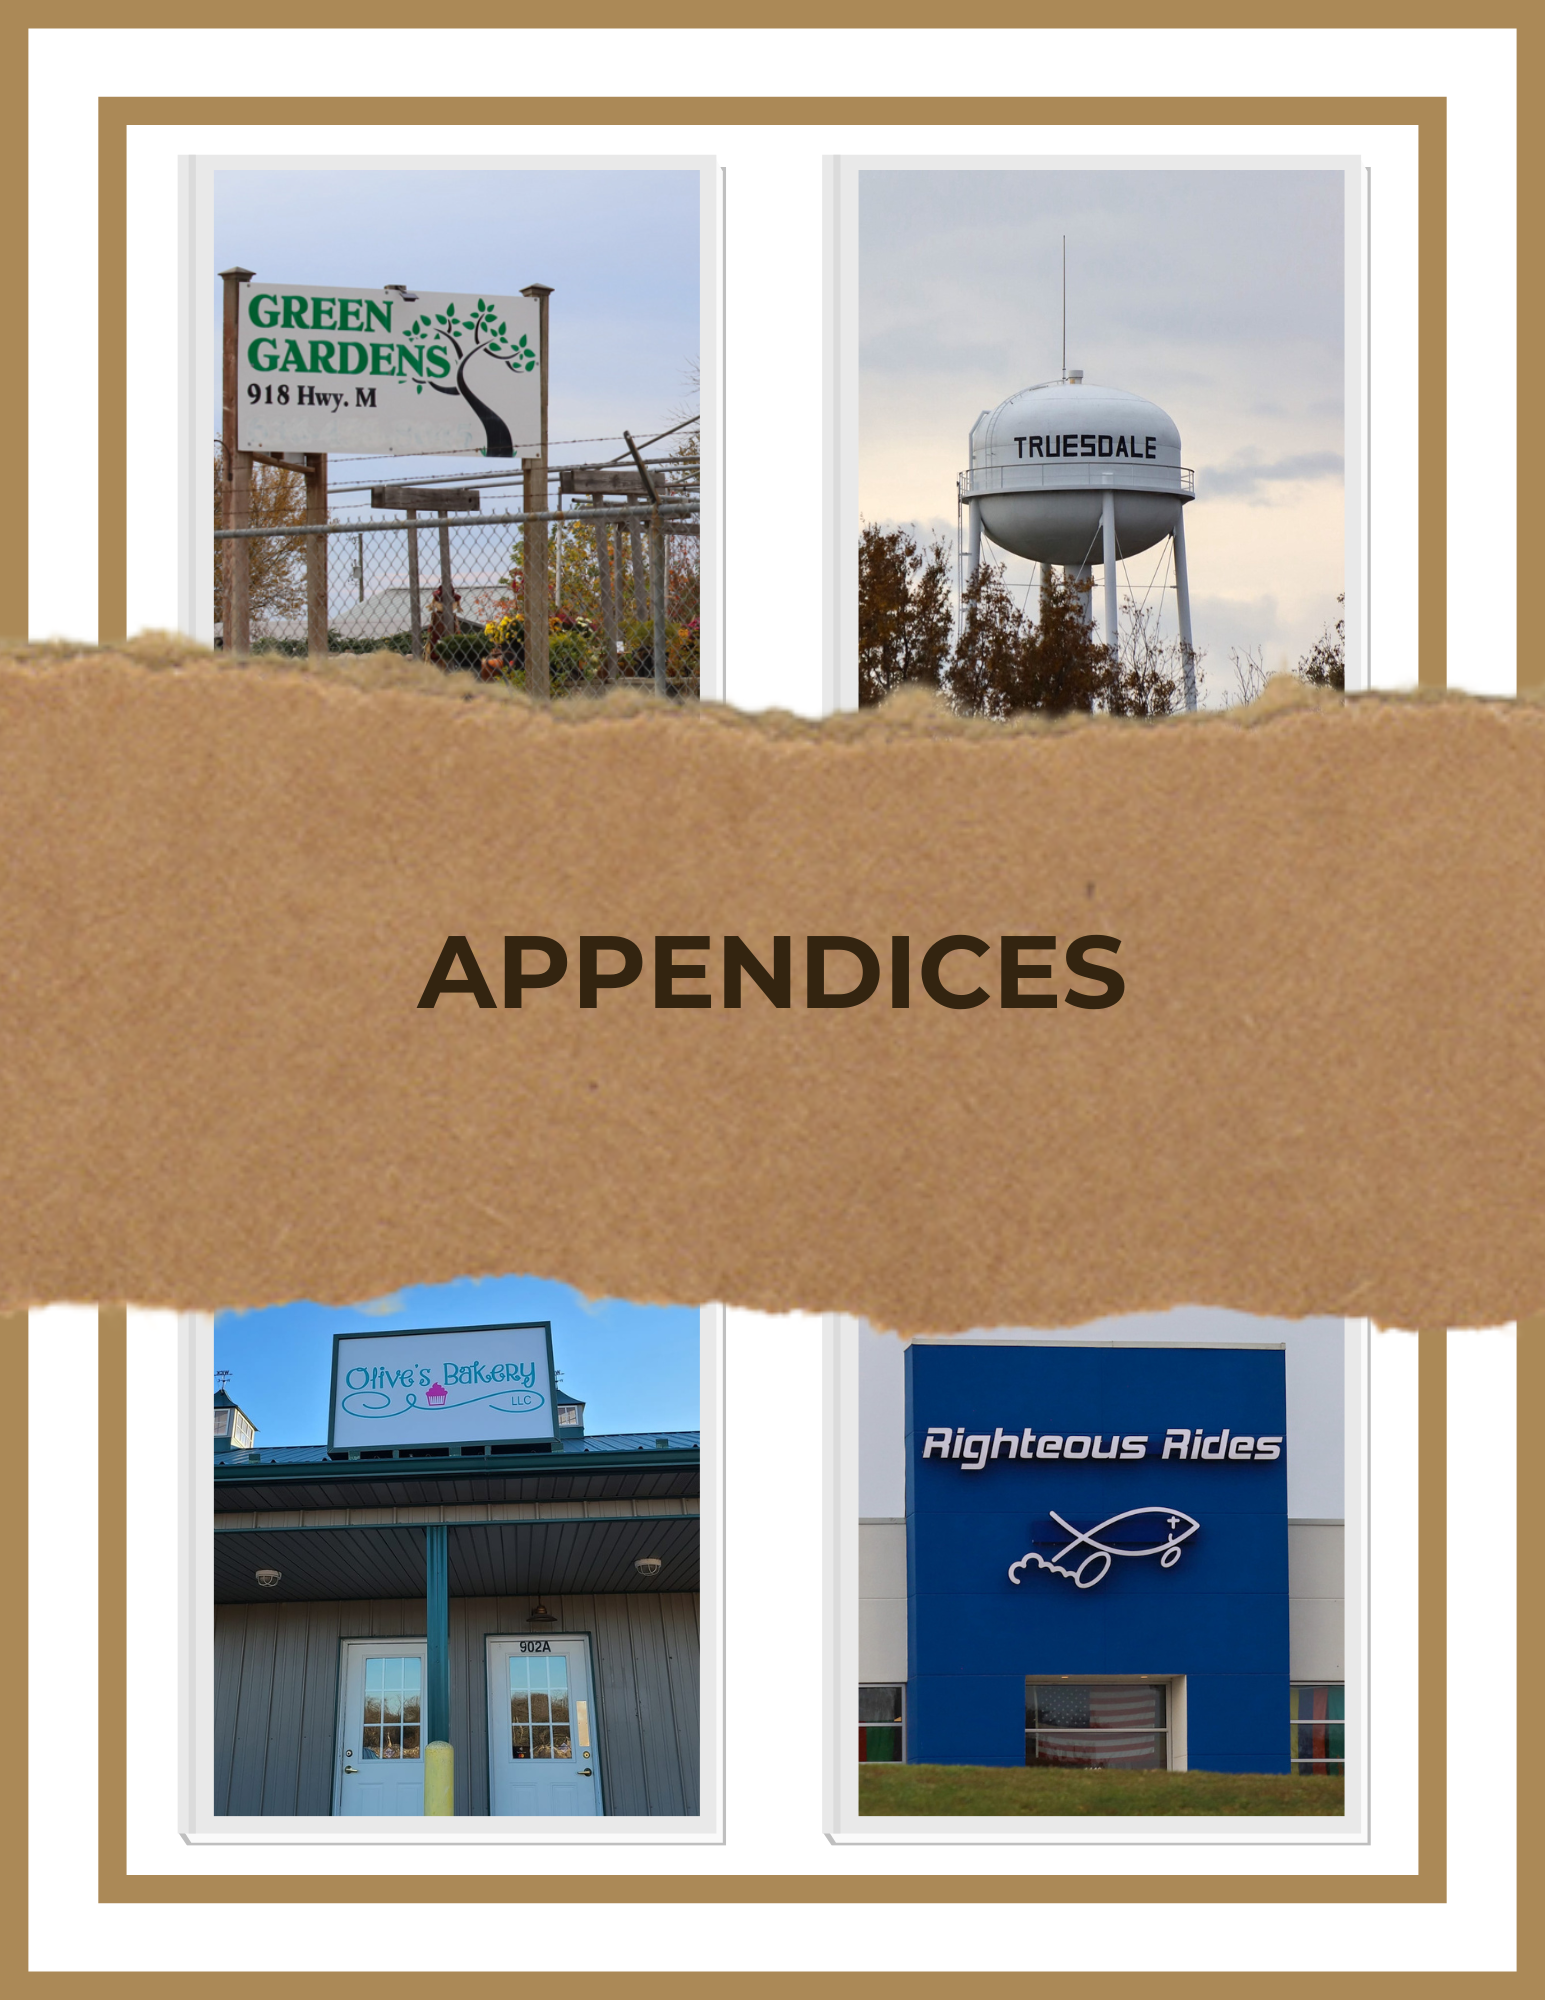 GREEN
GARDENS
918 Hwy. M
TRUESDALE
APPENDICES
Olive's Bakery
LLC
902A
Righteous Rides